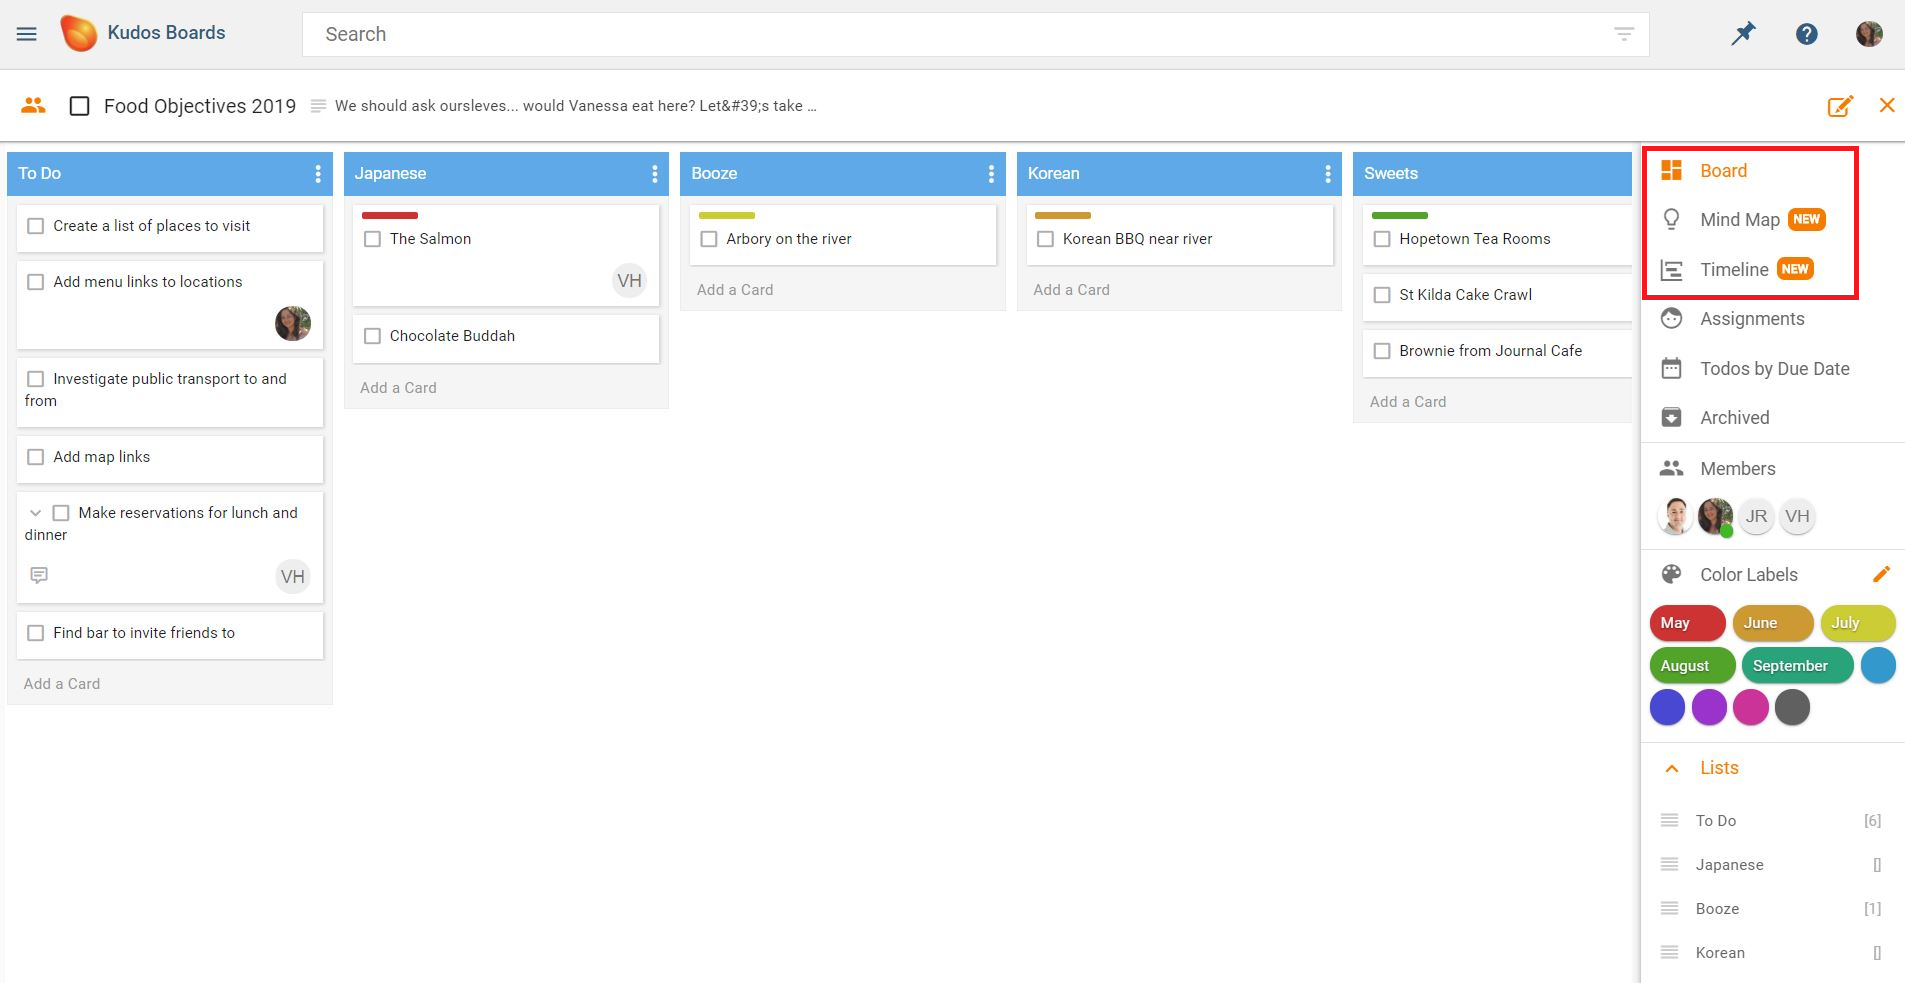 Kudos Boards
Search
Food Objectives 2019
We should ask oursleves... would Vanessa eat here? Let&#39;s take ...
To Do
Create a list of places to visit
Add menu links to locations
Investigate public transport to and
from
Add map links
Make reservations for lunch and
dinner
VH
Find bar to invite friends to
Add a Card
Japanese
The Salmon
VH
Chocolate Buddah
Add a Card
Booze
Arbory on the river
Add a Card
Korean
Korean BBQ near river
Add a Card
Sweets
Hopetown Tea Rooms
St Kilda Cake Crawl
Brownie from Journal Cafe
Add a Card
Board
Mind Map NEW
Timeline NEW
Assignments
Todos by Due Date
Archived
Members
JR VH
Color Labels
May June July
August September
Lists
To Do [6]
Japanese []
Booze [1]
Korean []